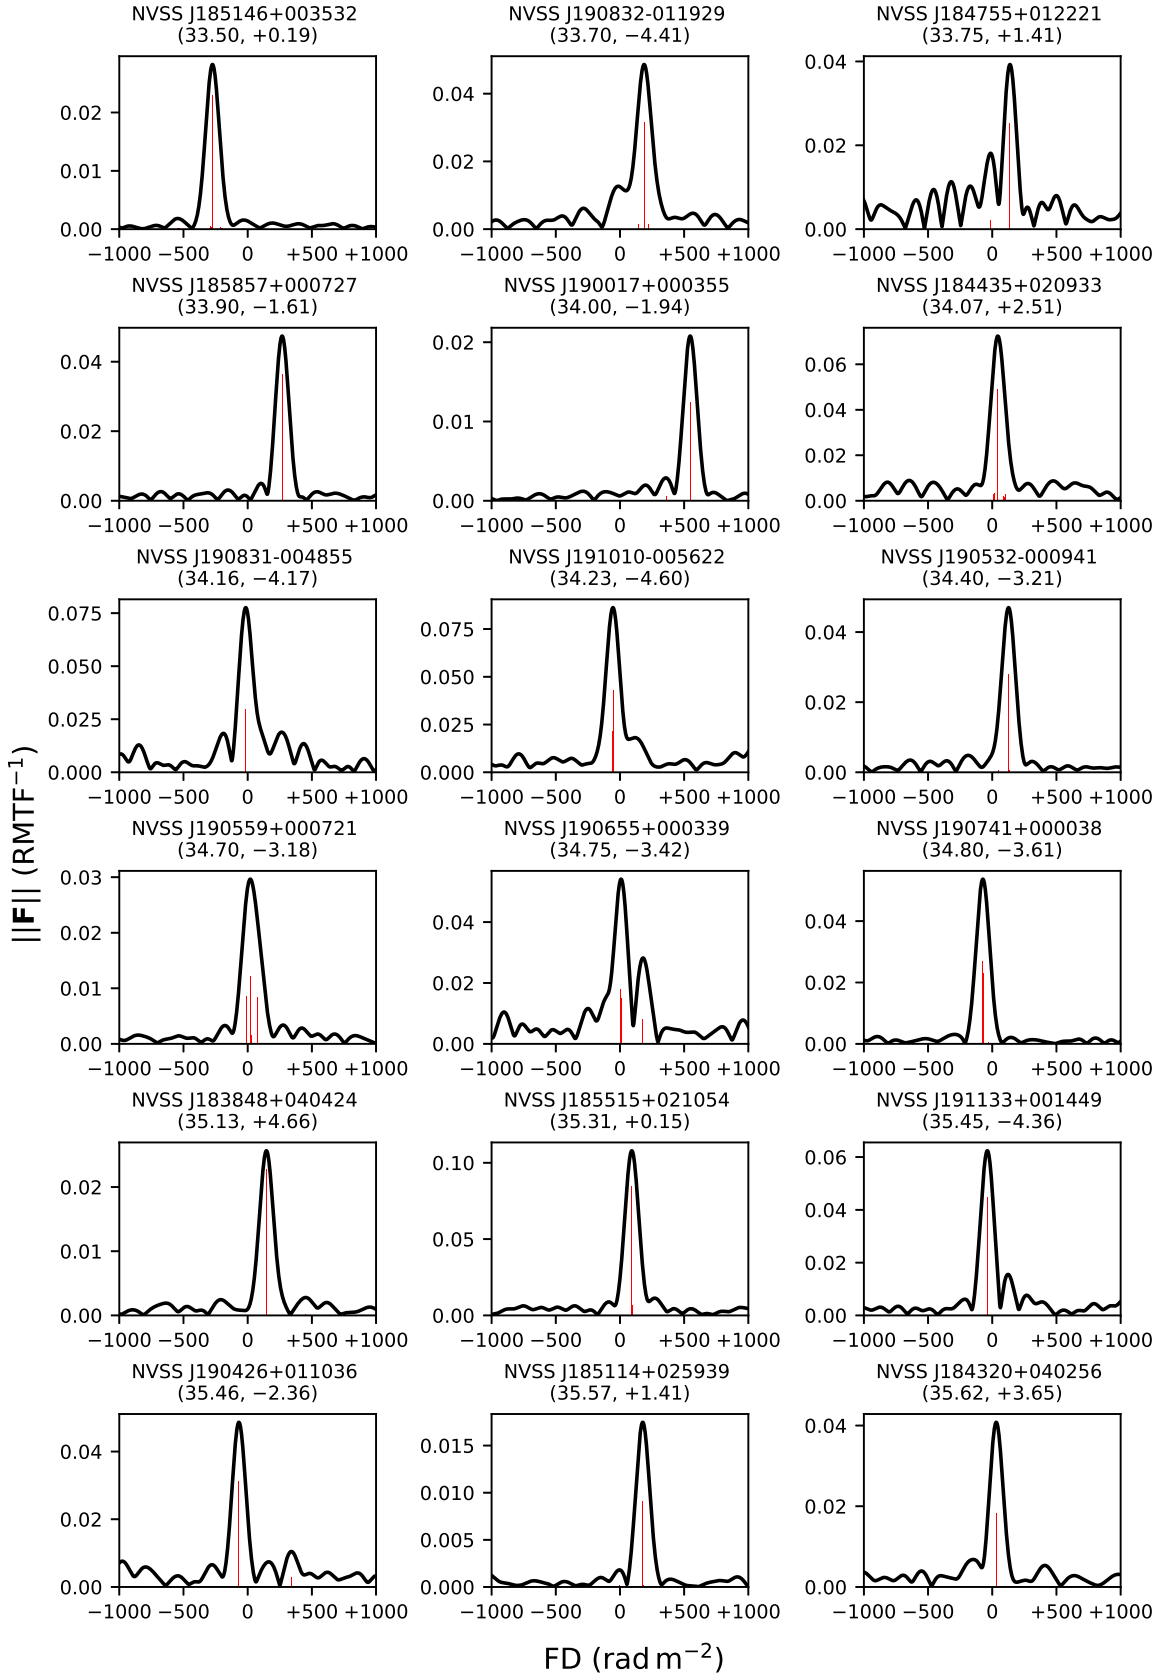 NVSS J185146+003532
(33.50, +0.19)
NVSS J190832-011929
(33.70, −4.41)
NVSS J184755+012221
(33.75, +1.41)
0.02
0.01
0.00
−1000 −500 0 +500 +1000
0.04
0.02
0.00
−1000 −500 0 +500 +1000
0.04
0.02
0.00
−1000 −500 0 +500 +1000
NVSS J185857+000727
(33.90, −1.61)
NVSS J190017+000355
(34.00, −1.94)
NVSS J184435+020933
(34.07, +2.51)
0.04
0.02
0.00
−1000 −500 0 +500 +1000
0.02
0.01
0.00
−1000 −500 0 +500 +1000
0.06
0.04
0.02
0.00
−1000 −500 0 +500 +1000
NVSS J190831-004855
(34.16, −4.17)
NVSS J191010-005622
(34.23, −4.60)
NVSS J190532-000941
(34.40, −3.21)
0.075
0.050
0.025
0.000
−1000 −500 0 +500 +1000
0.075
0.050
0.025
0.000
−1000 −500 0 +500 +1000
0.04
0.02
0.00
−1000 −500 0 +500 +1000
||F|| (RMTF−1)
NVSS J190559+000721
(34.70, −3.18)
NVSS J190655+000339
(34.75, −3.42)
NVSS J190741+000038
(34.80, −3.61)
0.03
0.02
0.01
0.00
−1000 −500 0 +500 +1000
0.04
0.02
0.00
−1000 −500 0 +500 +1000
0.04
0.02
0.00
−1000 −500 0 +500 +1000
NVSS J183848+040424
(35.13, +4.66)
NVSS J185515+021054
(35.31, +0.15)
NVSS J191133+001449
(35.45, −4.36)
0.02
0.01
0.00
−1000 −500 0 +500 +1000
0.10
0.05
0.00
−1000 −500 0 +500 +1000
0.06
0.04
0.02
0.00
−1000 −500 0 +500 +1000
NVSS J190426+011036
(35.46, −2.36)
NVSS J185114+025939
(35.57, +1.41)
NVSS J184320+040256
(35.62, +3.65)
0.04
0.02
0.00
−1000 −500 0 +500 +1000
0.015
0.010
0.005
0.000
−1000 −500 0 +500 +1000
0.04
0.02
0.00
−1000 −500 0 +500 +1000
FD (rad m−2)